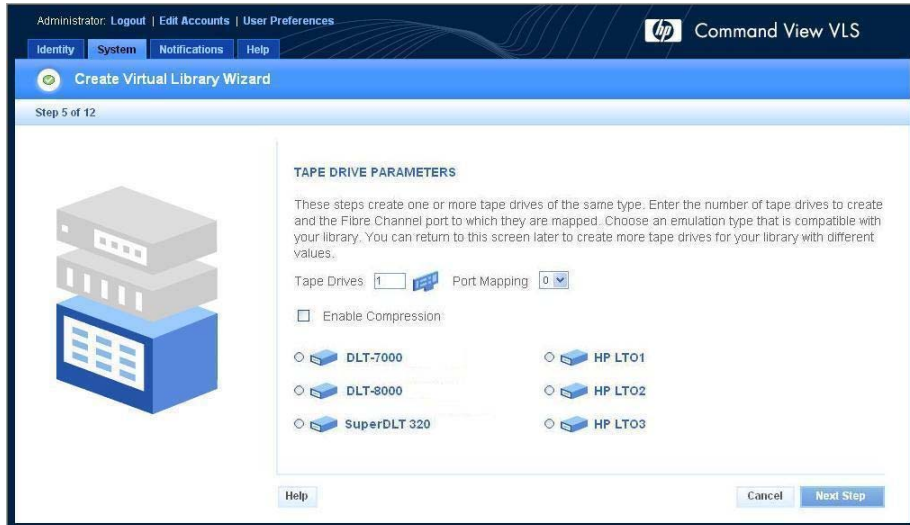 Administrator: Logout | Edit Accounts | User Preferences
hp Command View VLS
Identity System Notifications Help
Create Virtual Library Wizard
Step 5 of 12
TAPE DRIVE PARAMETERS
These steps create one or more tape drives of the same type. Enter the number of tape drives to create
and the Fibre Channel port to which they are mapped. Choose an emulation type that is compatible with
your library. You can return to this screen later to create more tape drives for your library with different
values.
Tape Drives 1 Port Mapping 0
Enable Compression
DLT-7000 HP LTO1
DLT-8000 HP LTO2
SuperDLT 320 HP LTO3
Help Cancel Next Step